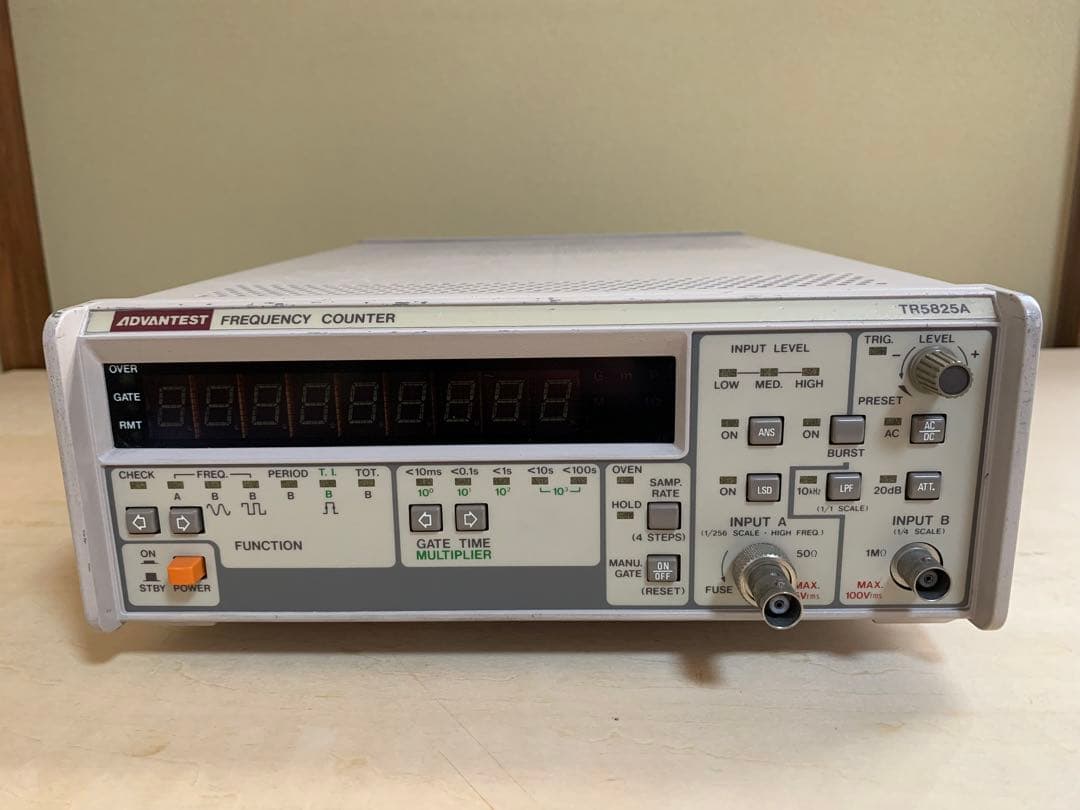 ADVANTEST FREQUENCY COUNTER TR5825A
OVER
GATE
RMT
INPUT LEVEL
LOW MED. HIGH
TRIG. LEVEL
- +
PRESET
ON ANS
ON
BURST
AC AC/DC
ON LSD
10kHz LPF
(1/1 SCALE)
20dB ATT.
CHECK FREQ. PERIOD T. I. TOT.
A B B B B B
FUNCTION
<10ms <0.1s <1s <10s <100s
10⁰ 10¹ 10² 10³
GATE TIME
MULTIPLIER
OVEN
SAMP.
RATE
HOLD
(4 STEPS)
MANU.
GATE
ON/OFF
(RESET)
ON
STBY POWER
INPUT A
(1/256 SCALE · HIGH FREQ.)
50Ω
FUSE
MAX.
Vrms
INPUT B
(1/4 SCALE)
1MΩ
MAX.
100Vrms